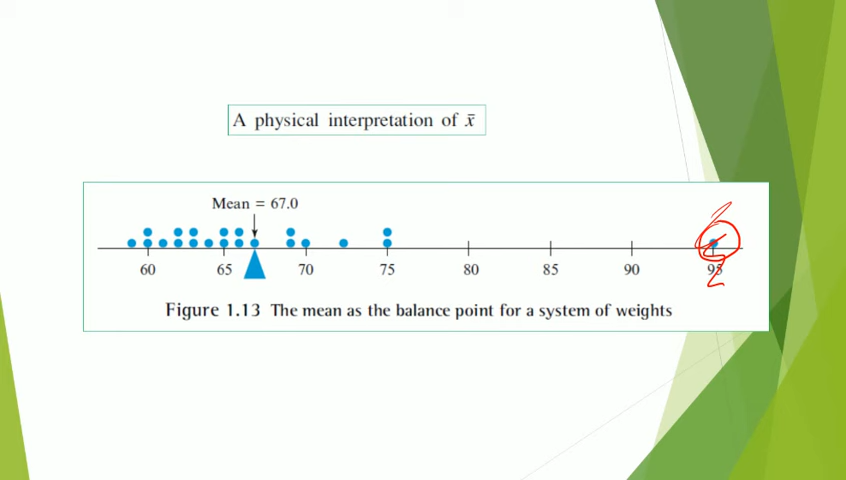 A physical interpretation of x̄
Mean = 67.0
60 65 70 75 80 85 90 95
Figure 1.13 The mean as the balance point for a system of weights